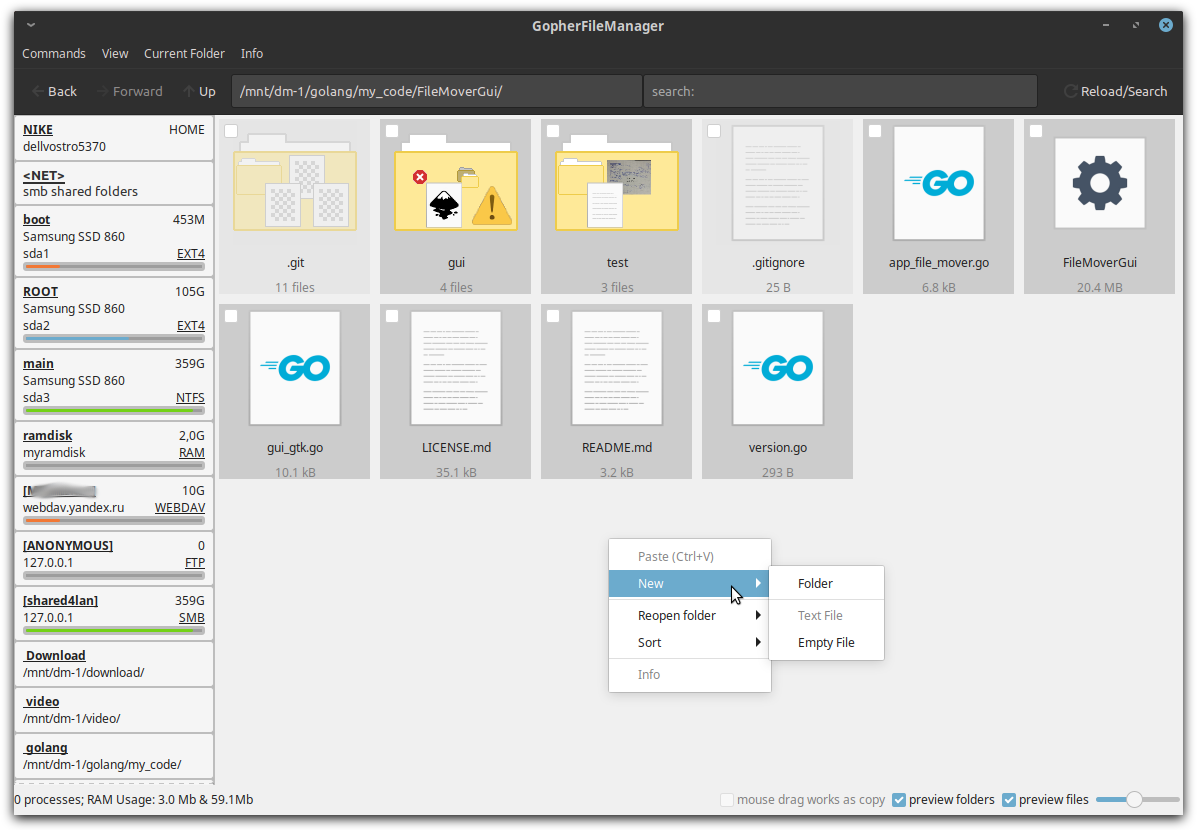 GopherFileManager
Commands View Current Folder Info
Back Forward Up /mnt/dm-1/golang/my_code/FileMoverGui/ search: Reload/Search
NIKE HOME
dellvostro5370
<NET>
smb shared folders
boot 453M
Samsung SSD 860
sda1 EXT4
ROOT 105G
Samsung SSD 860
sda2 EXT4
main 359G
Samsung SSD 860
sda3 NTFS
ramdisk 2,0G
myramdisk RAM
10G
webdav.yandex.ru WEBDAV
[ANONYMOUS] 0
127.0.0.1 FTP
[shared4lan] 359G
127.0.0.1 SMB
Download
/mnt/dm-1/download/
video
/mnt/dm-1/video/
golang
/mnt/dm-1/golang/my_code/
GO
.git gui test .gitignore app_file_mover.go FileMoverGui
11 files 4 files 3 files 25 B 6.8 kB 20.4 MB
GO GO
gui_gtk.go LICENSE.md README.md version.go
10.1 kB 35.1 kB 3.2 kB 293 B
Paste (Ctrl+V)
New
Reopen folder
Sort
Info
Folder
Text File
Empty File
0 processes; RAM Usage: 3.0 Mb & 59.1Mb mouse drag works as copy preview folders preview files